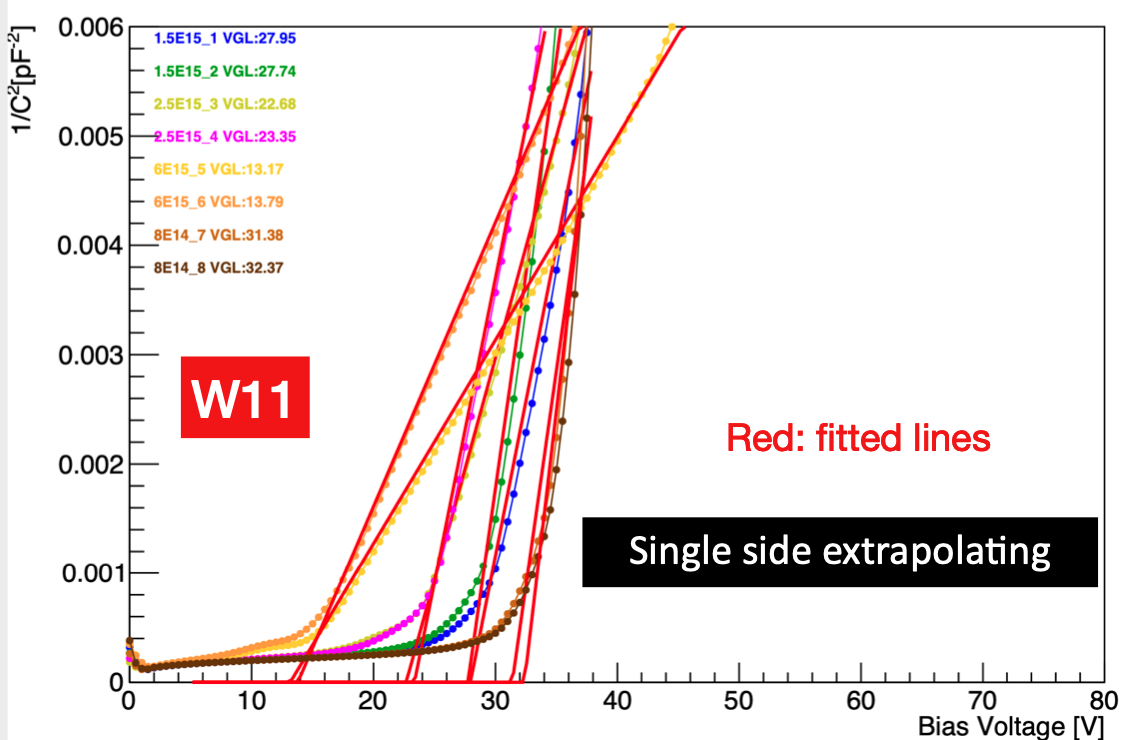 1/C²[pF⁻²]
0.006
0.005
0.004
0.003
0.002
0.001
0
1.5E15_1 VGL:27.95
1.5E15_2 VGL:27.74
2.5E15_3 VGL:22.68
2.5E15_4 VGL:23.35
6E15_5 VGL:13.17
6E15_6 VGL:13.79
8E14_7 VGL:31.38
8E14_8 VGL:32.37
W11
Red: fitted lines
Single side extrapolating
0 10 20 30 40 50 60 70 80
Bias Voltage [V]